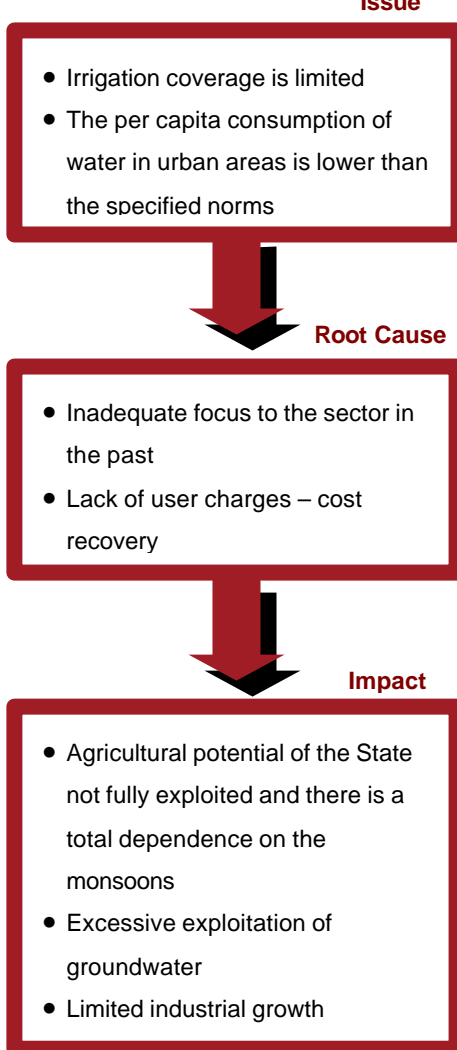 Issue
• Irrigation coverage is limited
• The per capita consumption of
water in urban areas is lower than
the specified norms
Root Cause
• Inadequate focus to the sector in
the past
• Lack of user charges – cost
recovery
Impact
• Agricultural potential of the State
not fully exploited and there is a
total dependence on the
monsoons
• Excessive exploitation of
groundwater
• Limited industrial growth